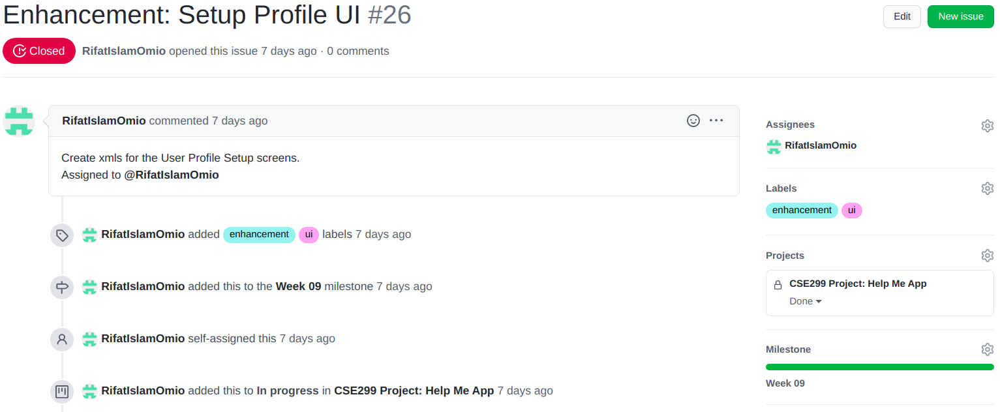 Enhancement: Setup Profile UI #26
Edit
New issue
Closed
RifatIslamOmio opened this issue 7 days ago · 0 comments
RifatIslamOmio commented 7 days ago
Create xmls for the User Profile Setup screens.
Assigned to @RifatIslamOmio
RifatIslamOmio added enhancement ui labels 7 days ago
RifatIslamOmio added this to the Week 09 milestone 7 days ago
RifatIslamOmio self-assigned this 7 days ago
RifatIslamOmio added this to In progress in CSE299 Project: Help Me App 7 days ago
Assignees
RifatIslamOmio
Labels
enhancement ui
Projects
CSE299 Project: Help Me App
Done
Milestone
Week 09